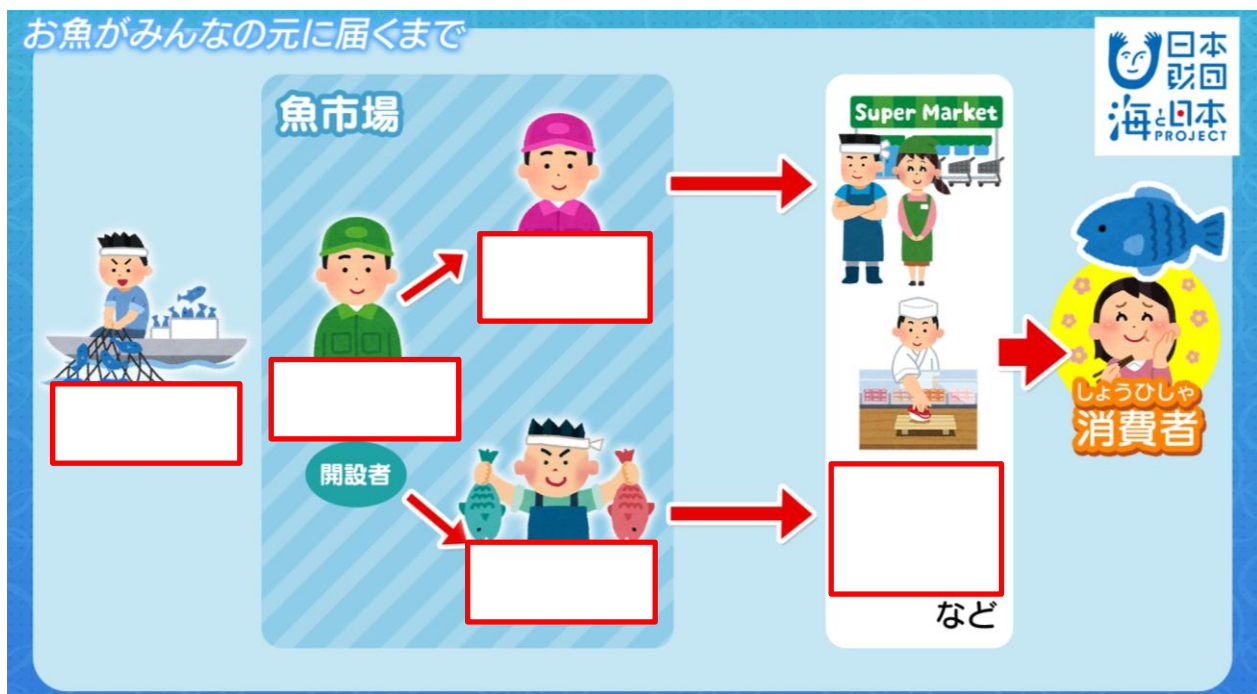 お魚がみんなの元に届くまで
日本
財団
海と日本
PROJECT
魚市場
Super Market
開設者
しょうひしゃ
消費者
など